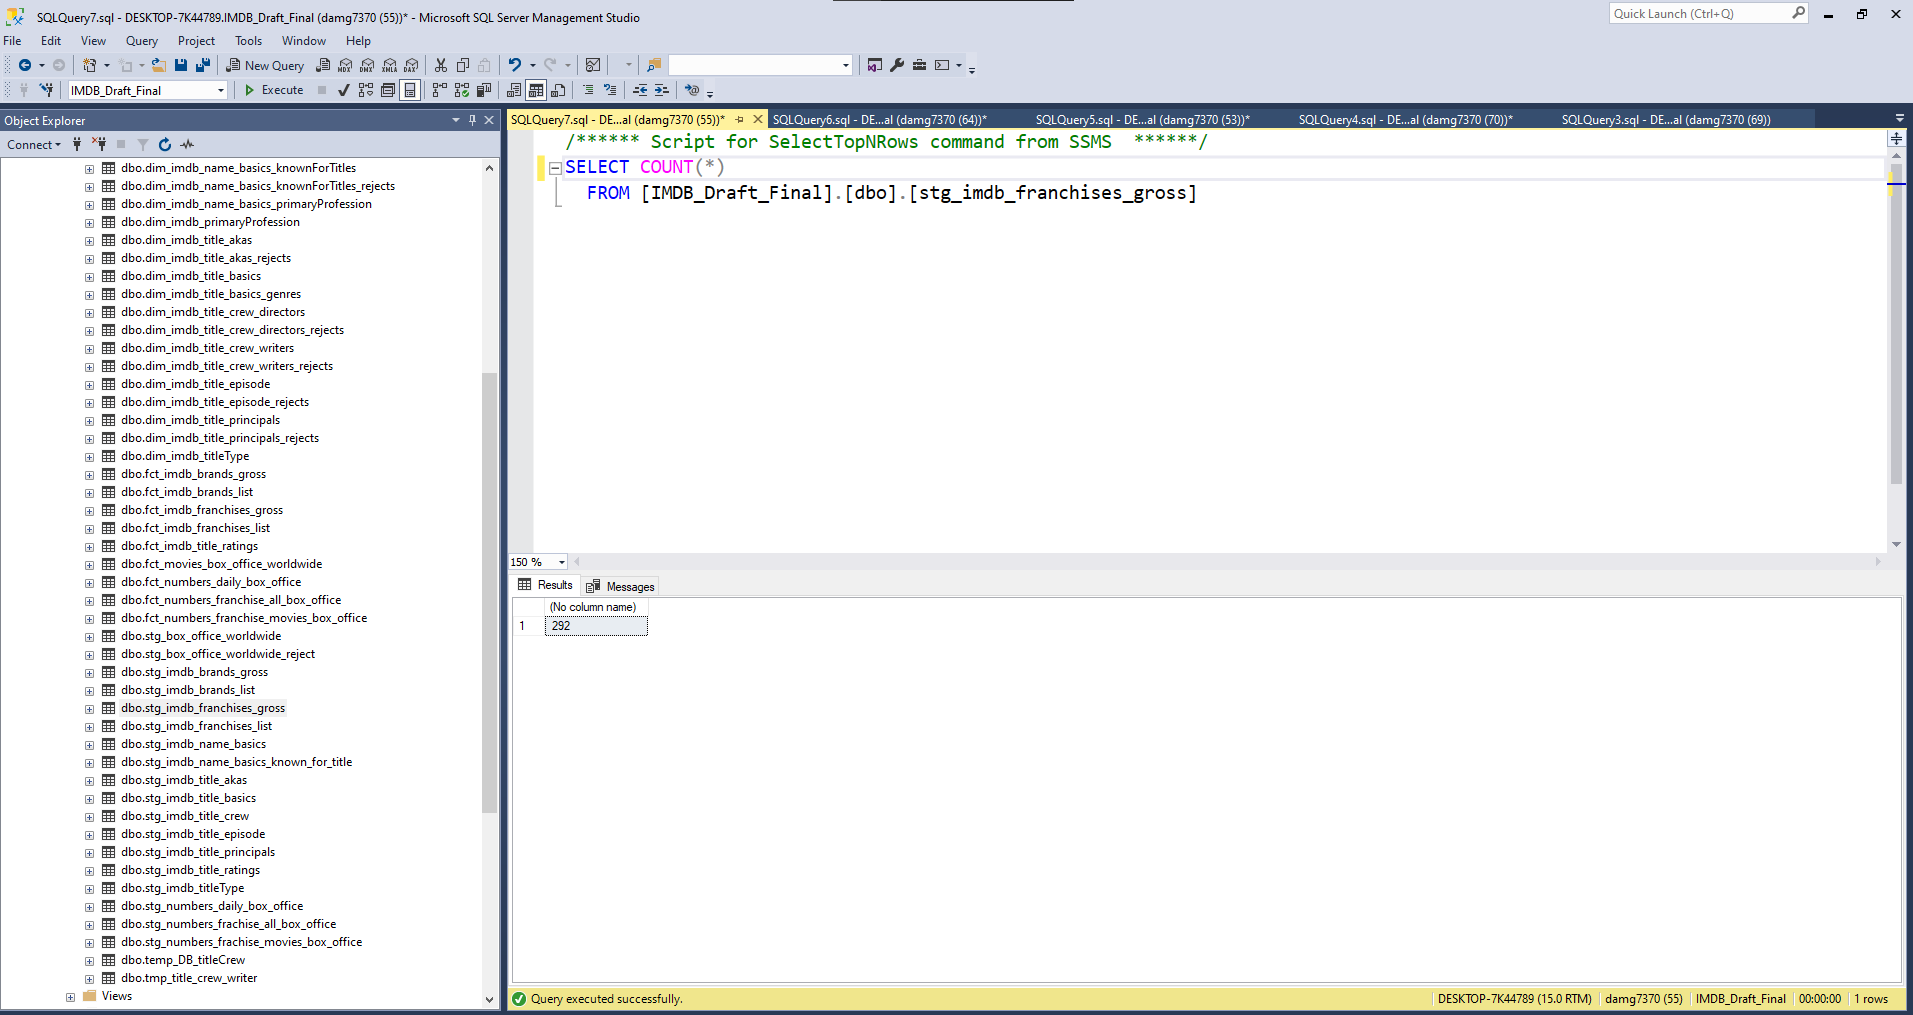 SQLQuery7.sql - DESKTOP-7K44789.IMDB_Draft_Final (damg7370 (55))* - Microsoft SQL Server Management Studio
Quick Launch (Ctrl+Q)
File Edit View Query Project Tools Window Help
New Query MDX DMX XMLA DAX
IMDB_Draft_Final Execute
Object Explorer
Connect
dbo.dim_imdb_name_basics_knownForTitles
dbo.dim_imdb_name_basics_knownForTitles_rejects
dbo.dim_imdb_name_basics_primaryProfession
dbo.dim_imdb_primaryProfession
dbo.dim_imdb_title_akas
dbo.dim_imdb_title_akas_rejects
dbo.dim_imdb_title_basics
dbo.dim_imdb_title_basics_genres
dbo.dim_imdb_title_crew_directors
dbo.dim_imdb_title_crew_directors_rejects
dbo.dim_imdb_title_crew_writers
dbo.dim_imdb_title_crew_writers_rejects
dbo.dim_imdb_title_episode
dbo.dim_imdb_title_episode_rejects
dbo.dim_imdb_title_principals
dbo.dim_imdb_title_principals_rejects
dbo.dim_imdb_titleType
dbo.fct_imdb_brands_gross
dbo.fct_imdb_brands_list
dbo.fct_imdb_franchises_gross
dbo.fct_imdb_franchises_list
dbo.fct_imdb_title_ratings
dbo.fct_movies_box_office_worldwide
dbo.fct_numbers_daily_box_office
dbo.fct_numbers_franchise_all_box_office
dbo.fct_numbers_franchise_movies_box_office
dbo.stg_box_office_worldwide
dbo.stg_box_office_worldwide_reject
dbo.stg_imdb_brands_gross
dbo.stg_imdb_brands_list
dbo.stg_imdb_franchises_gross
dbo.stg_imdb_franchises_list
dbo.stg_imdb_name_basics
dbo.stg_imdb_name_basics_known_for_title
dbo.stg_imdb_title_akas
dbo.stg_imdb_title_basics
dbo.stg_imdb_title_crew
dbo.stg_imdb_title_episode
dbo.stg_imdb_title_principals
dbo.stg_imdb_title_ratings
dbo.stg_imdb_titleType
dbo.stg_numbers_daily_box_office
dbo.stg_numbers_frachise_all_box_office
dbo.stg_numbers_frachise_movies_box_office
dbo.temp_DB_titleCrew
dbo.tmp_title_crew_writer
Views
SQLQuery7.sql - DE...al (damg7370 (55))* SQLQuery6.sql - DE...al (damg7370 (64))* SQLQuery5.sql - DE...al (damg7370 (53))* SQLQuery4.sql - DE...al (damg7370 (70))* SQLQuery3.sql - DE...al (damg7370 (69))
/****** Script for SelectTopNRows command from SSMS ******/
SELECT COUNT(*)
FROM [IMDB_Draft_Final].[dbo].[stg_imdb_franchises_gross]
150 %
Results Messages
(No column name)
1 292
Query executed successfully. DESKTOP-7K44789 (15.0 RTM) damg7370 (55) IMDB_Draft_Final 00:00:00 1 rows